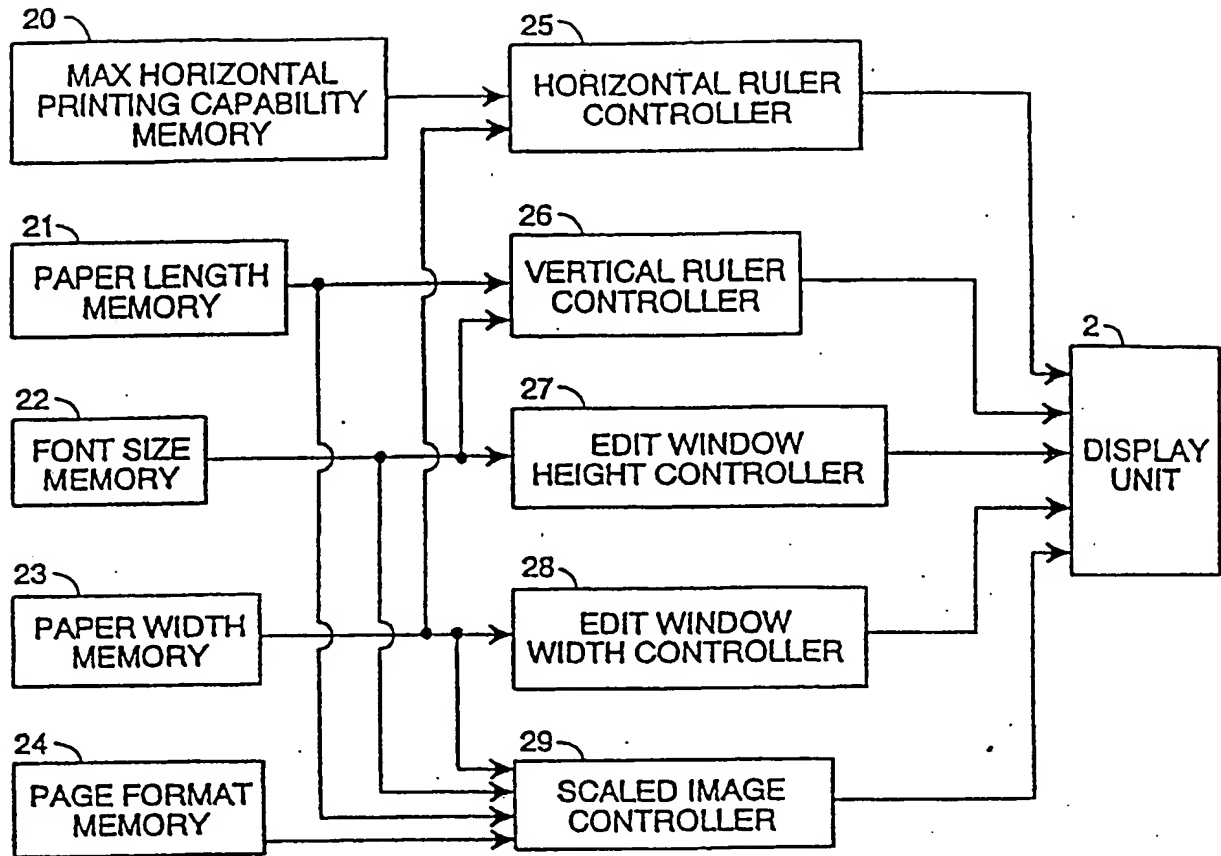 20
MAX HORIZONTAL
PRINTING CAPABILITY
MEMORY
25
HORIZONTAL RULER
CONTROLLER
21
PAPER LENGTH
MEMORY
26
VERTICAL RULER
CONTROLLER
2
DISPLAY
UNIT
22
FONT SIZE
MEMORY
27
EDIT WINDOW
HEIGHT CONTROLLER
23
PAPER WIDTH
MEMORY
28
EDIT WINDOW
WIDTH CONTROLLER
24
PAGE FORMAT
MEMORY
29
SCALED IMAGE
CONTROLLER